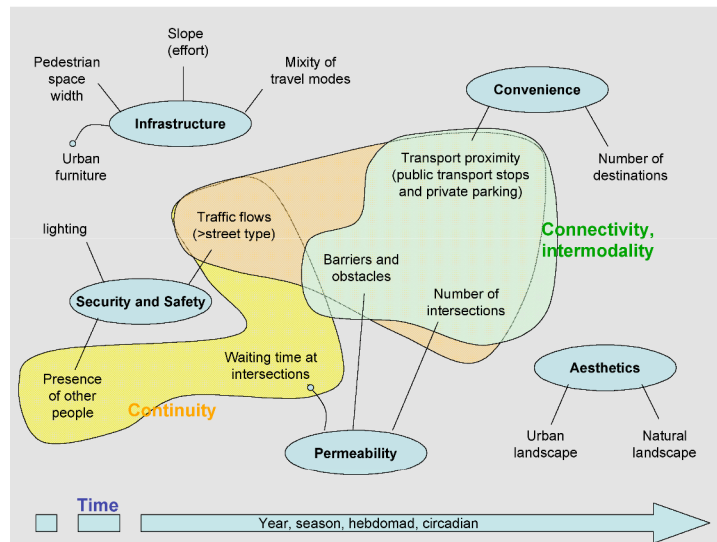 Slope
(effort)
Pedestrian
space
width
Mixity of
travel modes
Infrastructure
Urban
furniture
Convenience
Transport proximity
(public transport stops
and private parking)
Number of
destinations
Traffic flows
(>street type)
lighting
Connectivity,
intermodality
Barriers and
obstacles
Security and Safety
Number of
intersections
Waiting time at
intersections
Presence
of other
people
Continuity
Aesthetics
Urban
landscape
Natural
landscape
Permeability
Time
Year, season, hebdomad, circadian